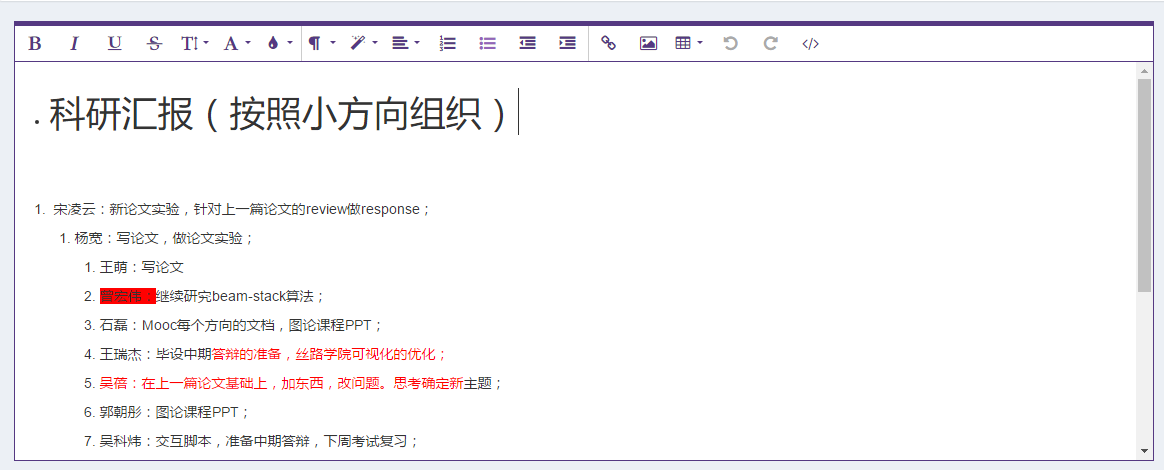 B I U S TI A ¶ </>
• 科研汇报（按照小方向组织）
1. 宋凌云：新论文实验，针对上一篇论文的review做response；
1. 杨宽：写论文，做论文实验；
1. 王萌：写论文
2. 曾宏伟：继续研究beam-stack算法；
3. 石磊：Mooc每个方向的文档，图论课程PPT；
4. 王瑞杰：毕设中期答辩的准备，丝路学院可视化的优化；
5. 吴蓓：在上一篇论文基础上，加东西，改问题。思考确定新主题；
6. 郭朝彤：图论课程PPT；
7. 吴科炜：交互脚本，准备中期答辩，下周考试复习；